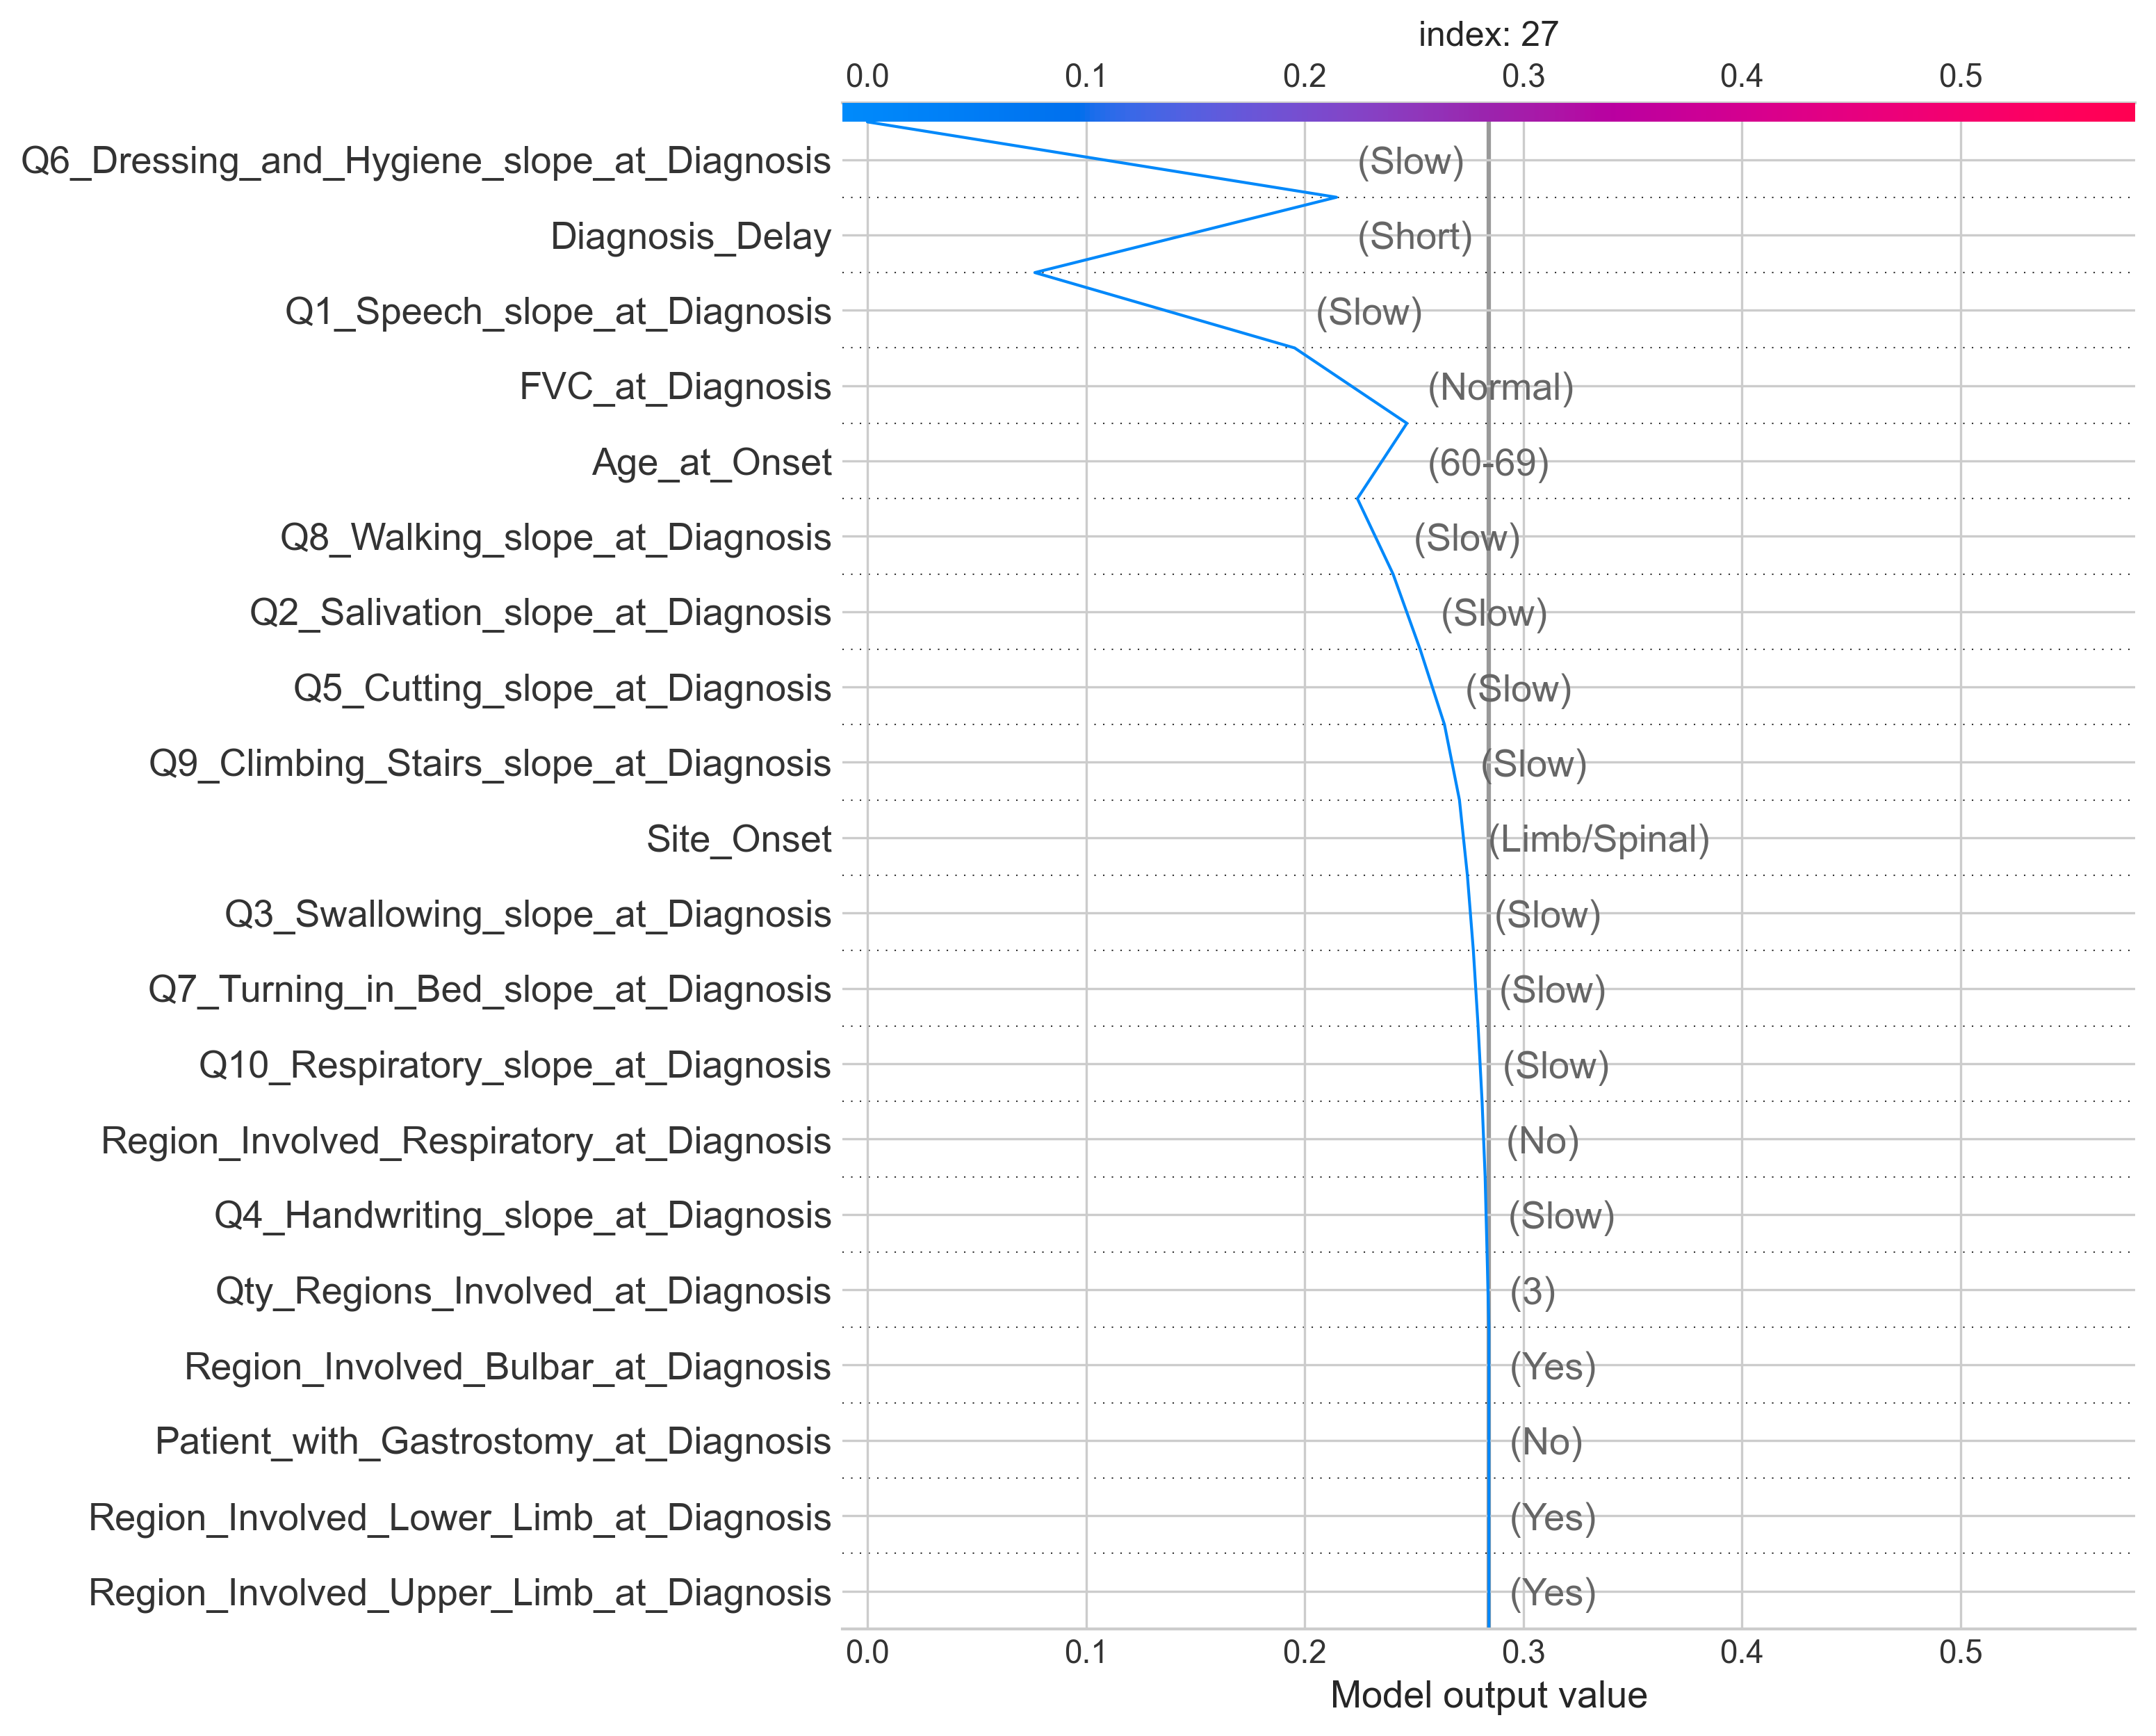 index: 27
0.0 0.1 0.2 0.3 0.4 0.5
Q6_Dressing_and_Hygiene_slope_at_Diagnosis (Slow)
Diagnosis_Delay (Short)
Q1_Speech_slope_at_Diagnosis (Slow)
FVC_at_Diagnosis (Normal)
Age_at_Onset (60-69)
Q8_Walking_slope_at_Diagnosis (Slow)
Q2_Salivation_slope_at_Diagnosis (Slow)
Q5_Cutting_slope_at_Diagnosis (Slow)
Q9_Climbing_Stairs_slope_at_Diagnosis (Slow)
Site_Onset (Limb/Spinal)
Q3_Swallowing_slope_at_Diagnosis (Slow)
Q7_Turning_in_Bed_slope_at_Diagnosis (Slow)
Q10_Respiratory_slope_at_Diagnosis (Slow)
Region_Involved_Respiratory_at_Diagnosis (No)
Q4_Handwriting_slope_at_Diagnosis (Slow)
Qty_Regions_Involved_at_Diagnosis (3)
Region_Involved_Bulbar_at_Diagnosis (Yes)
Patient_with_Gastrostomy_at_Diagnosis (No)
Region_Involved_Lower_Limb_at_Diagnosis (Yes)
Region_Involved_Upper_Limb_at_Diagnosis (Yes)
0.0 0.1 0.2 0.3 0.4 0.5
Model output value